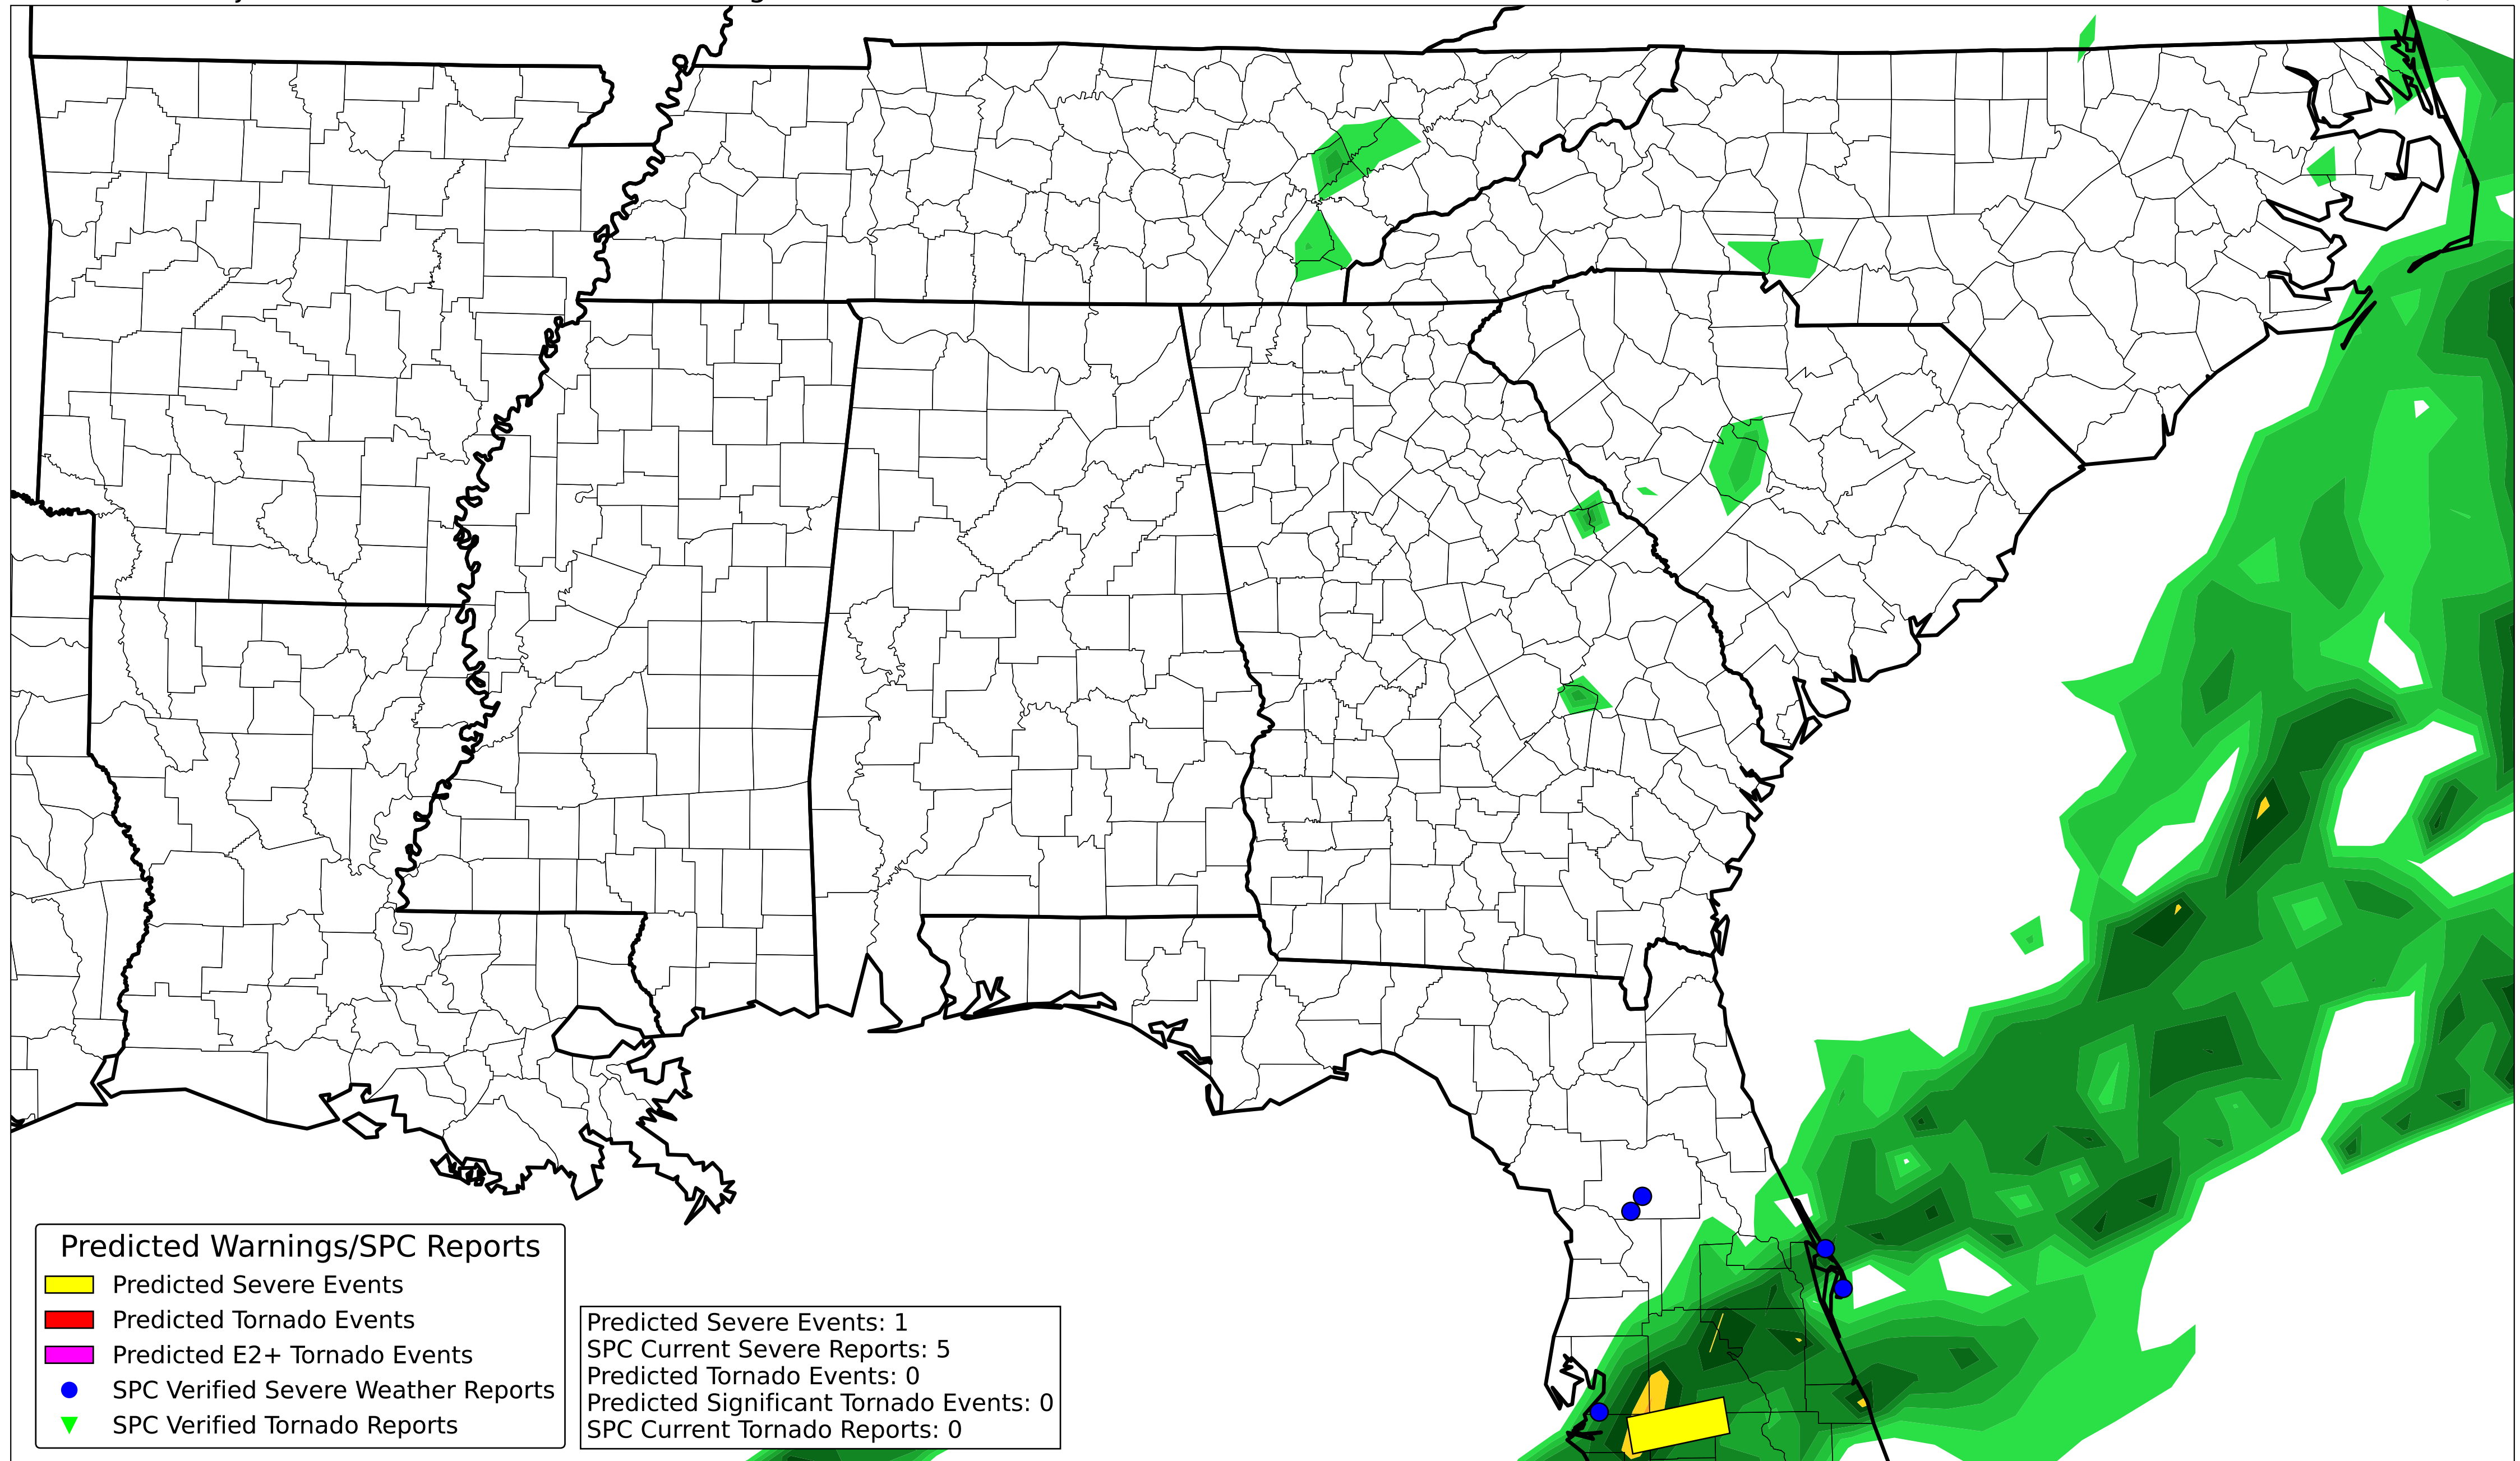 Predicted Warnings/SPC Reports
Predicted Severe Events
Predicted Tornado Events
Predicted E2+ Tornado Events
SPC Verified Severe Weather Reports
SPC Verified Tornado Reports
Predicted Severe Events: 1
SPC Current Severe Reports: 5
Predicted Tornado Events: 0
Predicted Significant Tornado Events: 0
SPC Current Tornado Reports: 0